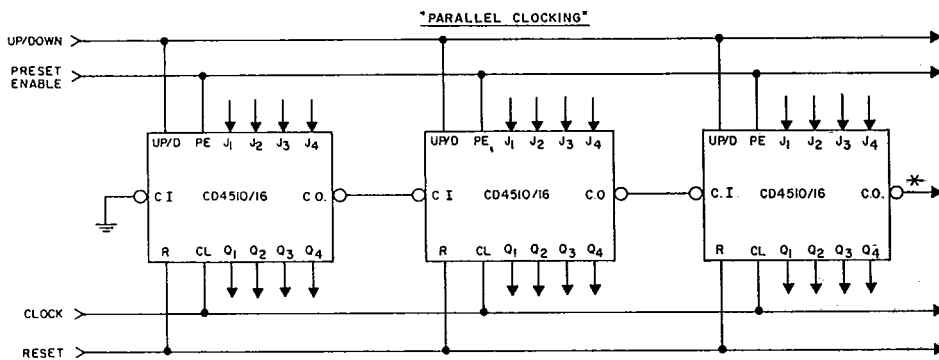 "PARALLEL CLOCKING"
UP/DOWN
PRESET
ENABLE
UP/D PE J1 J2 J3 J4
UP/D PE J1 J2 J3 J4
UP/D PE J1 J2 J3 J4
C.I CD4510/16 C.O.
C.I CD4510/16 C.O
C.I. CD4510/16 C.O. *
R CL Q1 Q2 Q3 Q4
R CL Q1 Q2 Q3 Q4
R CL Q1 Q2 Q3 Q4
CLOCK
RESET